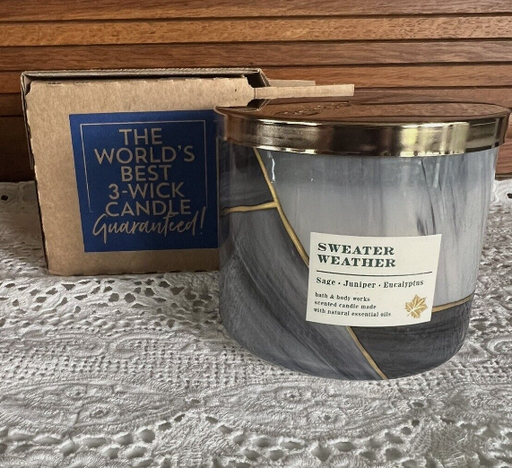 THE
WORLD'S
BEST
3-WICK
CANDLE
Guaranteed!
SWEATER
WEATHER
Sage · Juniper · Eucalyptus
bath & body works
scented candle made
with natural essential oils